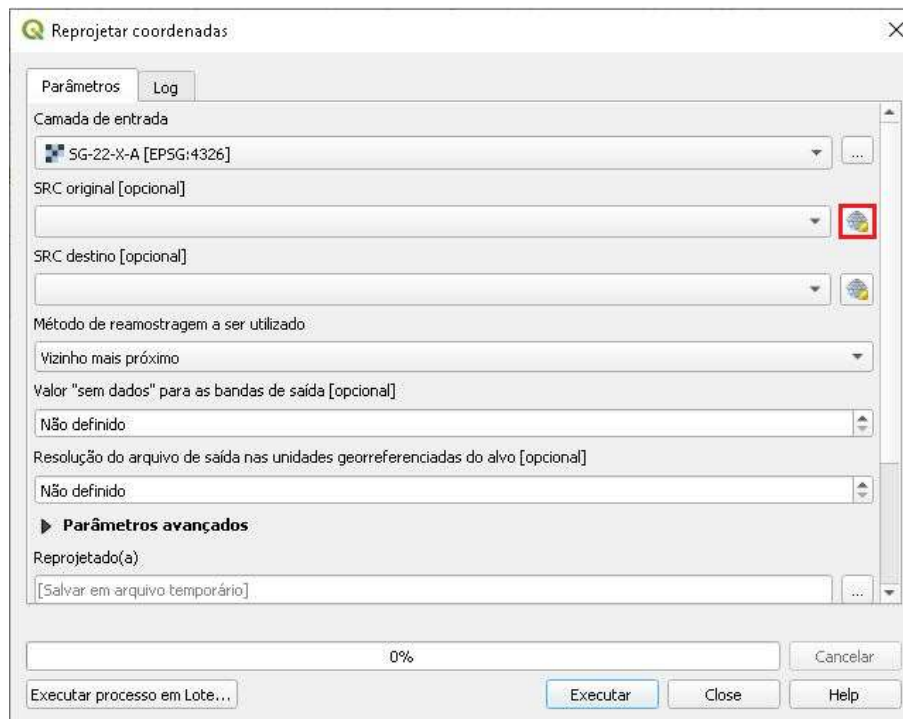 Reprojetar coordenadas
Parâmetros
Log
Camada de entrada
SG-22-X-A [EPSG:4326]
...
SRC original [opcional]
SRC destino [opcional]
Método de reamostragem a ser utilizado
Vizinho mais próximo
Valor "sem dados" para as bandas de saída [opcional]
Não definido
Resolução do arquivo de saída nas unidades georreferenciadas do alvo [opcional]
Não definido
Parâmetros avançados
Reprojetado(a)
[Salvar em arquivo temporário]
...
0%
Cancelar
Executar processo em Lote...
Executar
Close
Help